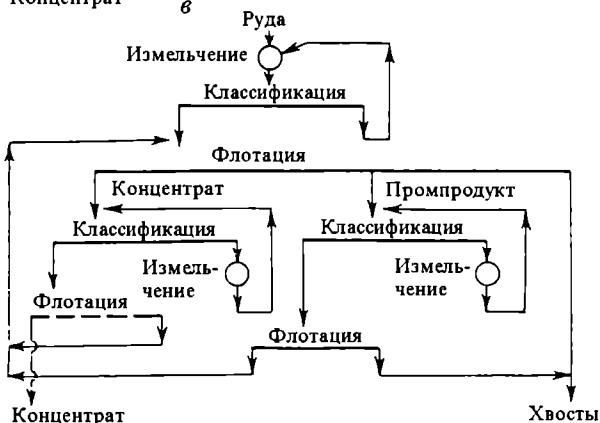 Концентрат
в
Руда
Измельчение
Классификация
Флотация
Концентрат
Промпродукт
Классификация
Классификация
Измель-
чение
Измель-
чение
Флотация
Флотация
Концентрат
Хвосты